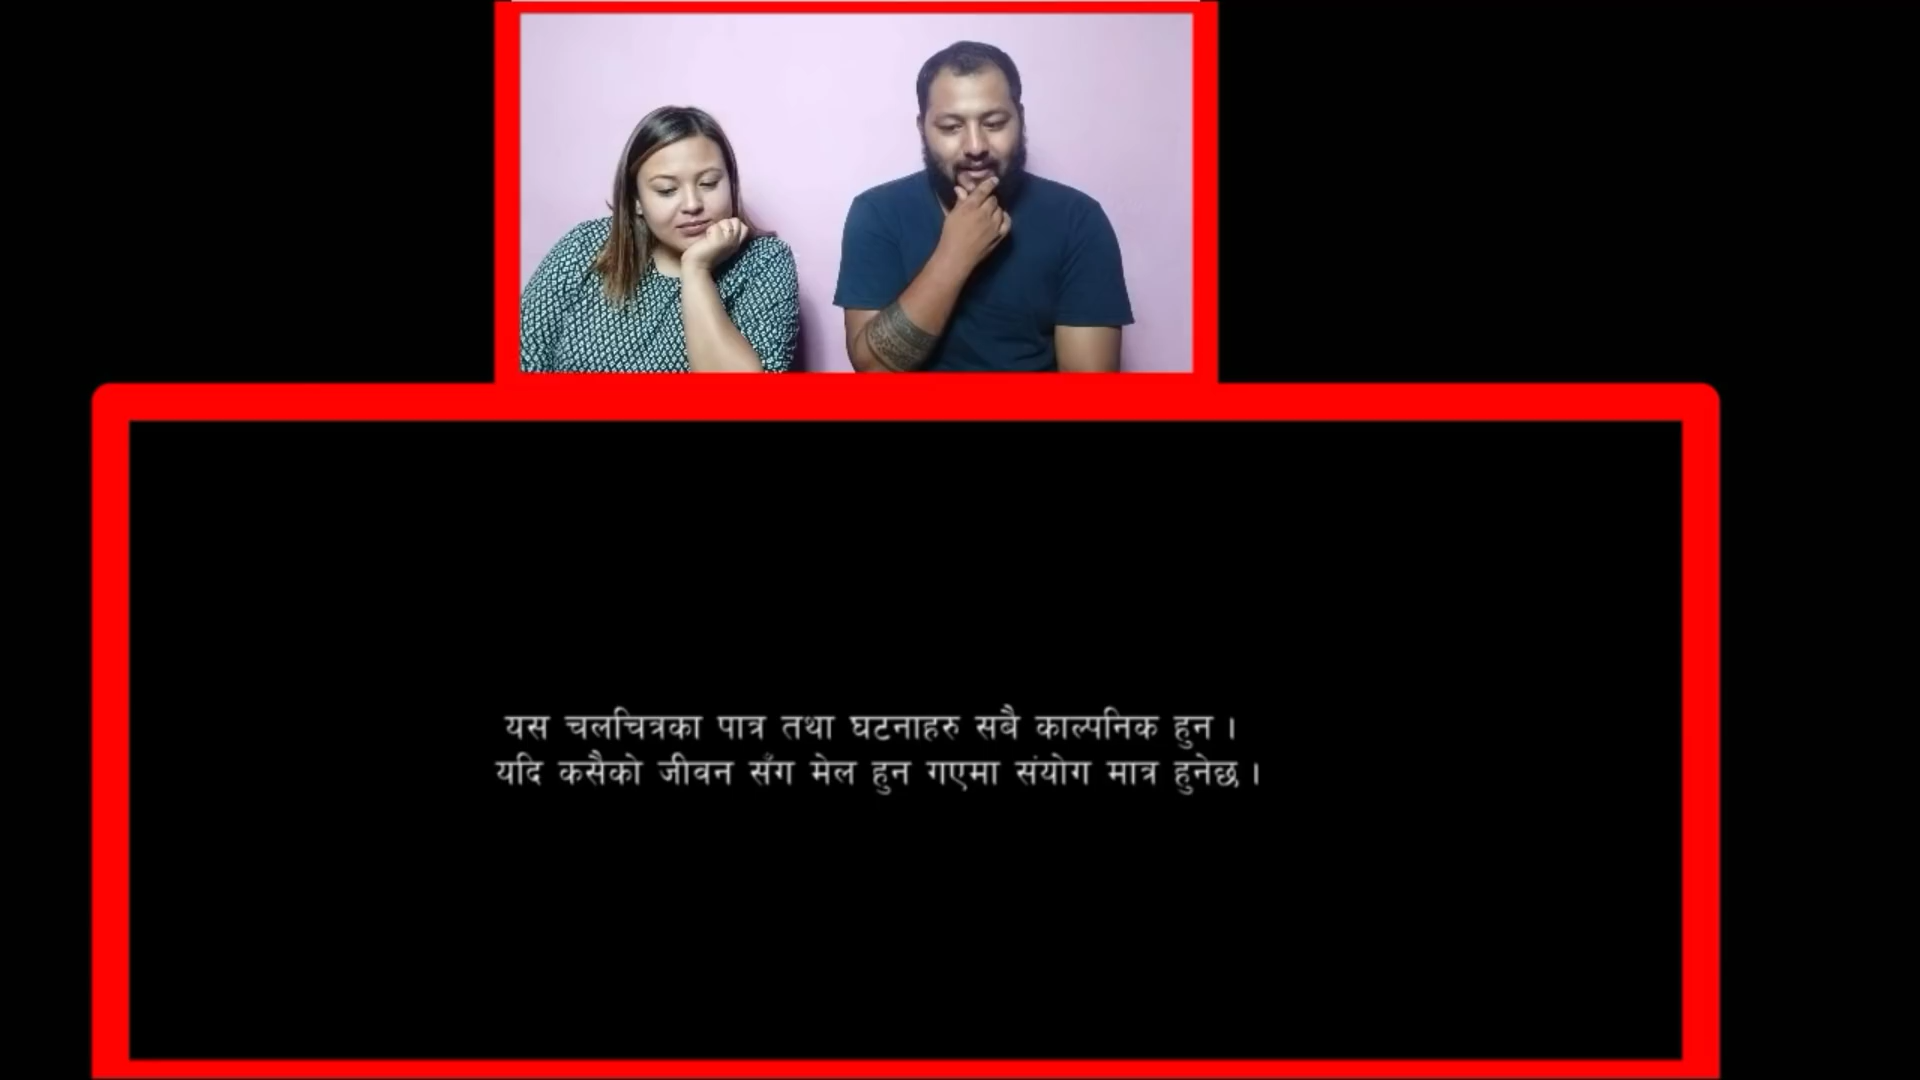 यस चलचित्रका पात्र तथा घटनाहरु सबै काल्पनिक हुन ।
यदि कसैको जीवन सँग मेल हुन गएमा संयोग मात्र हुनेछ ।